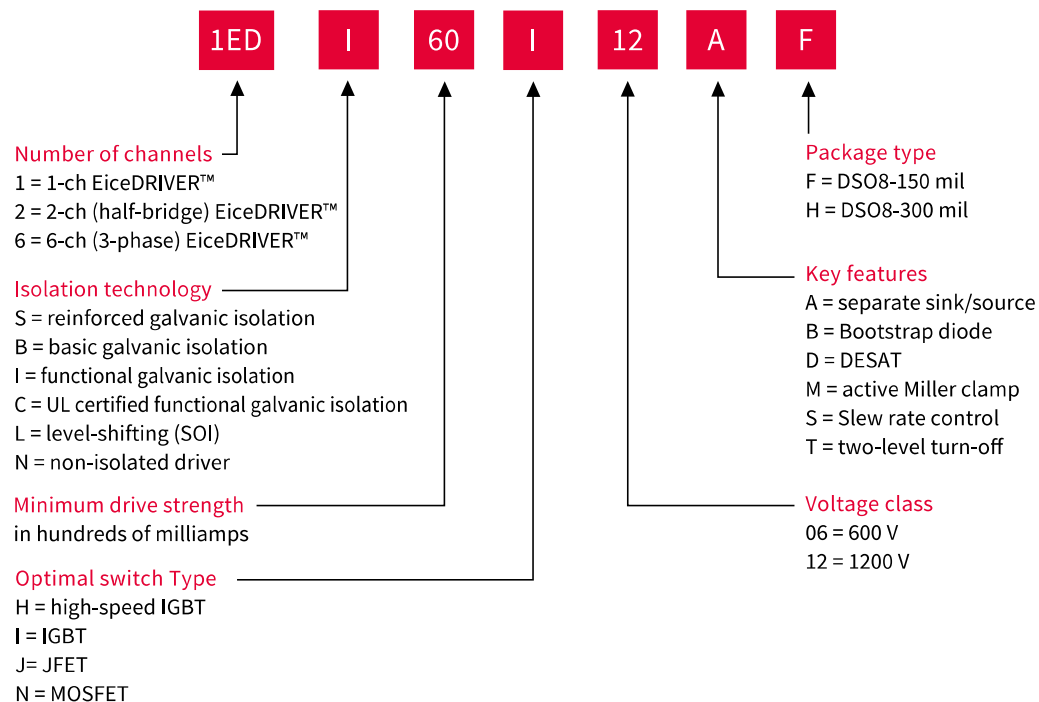 1ED I 60 I 12 A F
Number of channels
1 = 1-ch EiceDRIVER™
2 = 2-ch (half-bridge) EiceDRIVER™
6 = 6-ch (3-phase) EiceDRIVER™
Isolation technology
S = reinforced galvanic isolation
B = basic galvanic isolation
I = functional galvanic isolation
C = UL certified functional galvanic isolation
L = level-shifting (SOI)
N = non-isolated driver
Minimum drive strength
in hundreds of milliamps
Optimal switch Type
H = high-speed IGBT
I = IGBT
J= JFET
N = MOSFET
Package type
F = DSO8-150 mil
H = DSO8-300 mil
Key features
A = separate sink/source
B = Bootstrap diode
D = DESAT
M = active Miller clamp
S = Slew rate control
T = two-level turn-off
Voltage class
06 = 600 V
12 = 1200 V